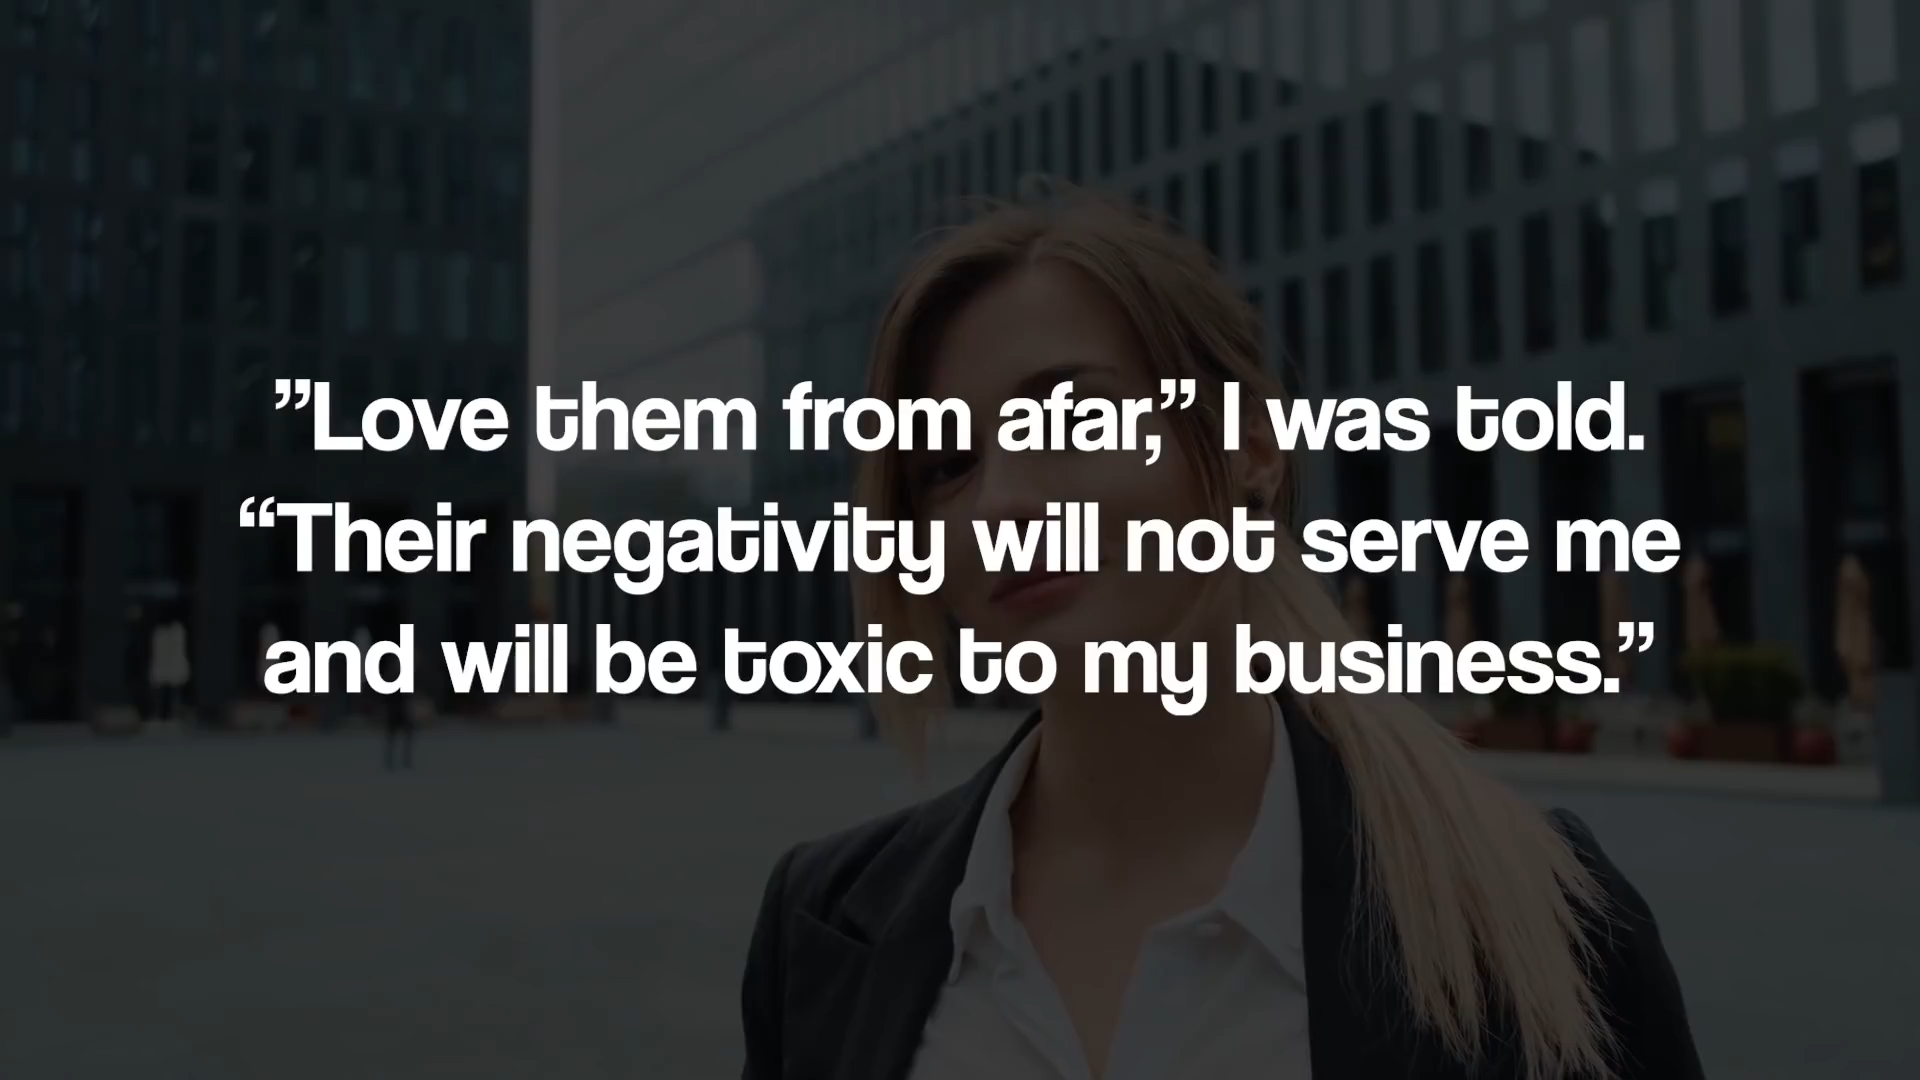 ”Love them from afar,” I was told.
“Their negativity will not serve me
and will be toxic to my business.”